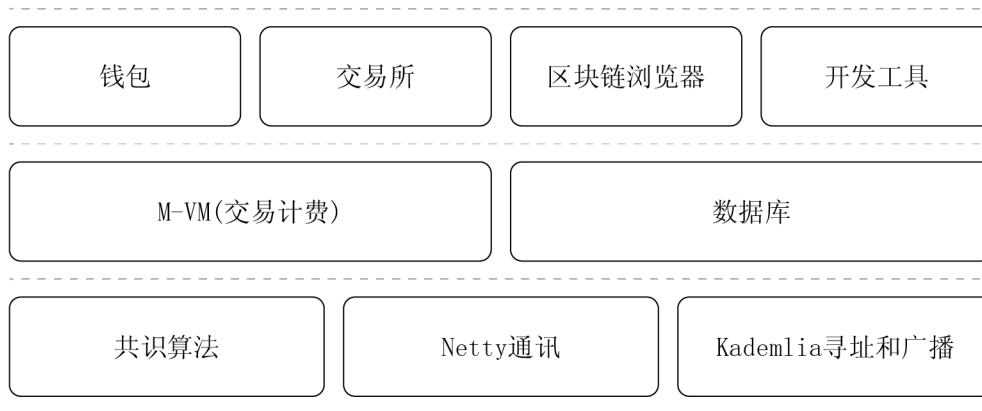 钱包
交易所
区块链浏览器
开发工具
M-VM(交易计费)
数据库
共识算法
Netty通讯
Kademlia寻址和广播